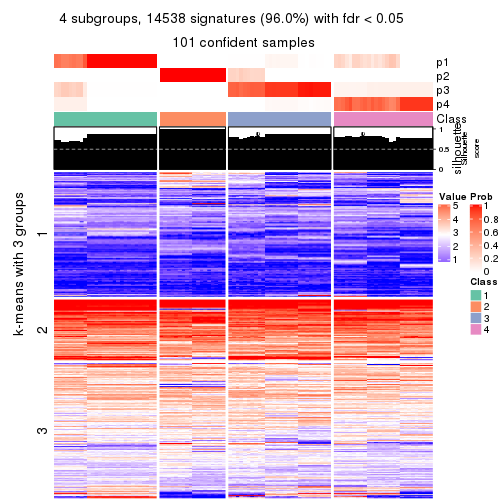 4 subgroups, 14538 signatures (96.0%) with fdr < 0.05
101 confident samples
p1
p2
p3
p4
Class
1
0.5
0
silhouette
Silhouette
score
k-means with 3 groups
1
2
3
Value
5
4
3
2
1
Prob
1
0.8
0.6
0.4
0.2
0
Class
1
2
3
4